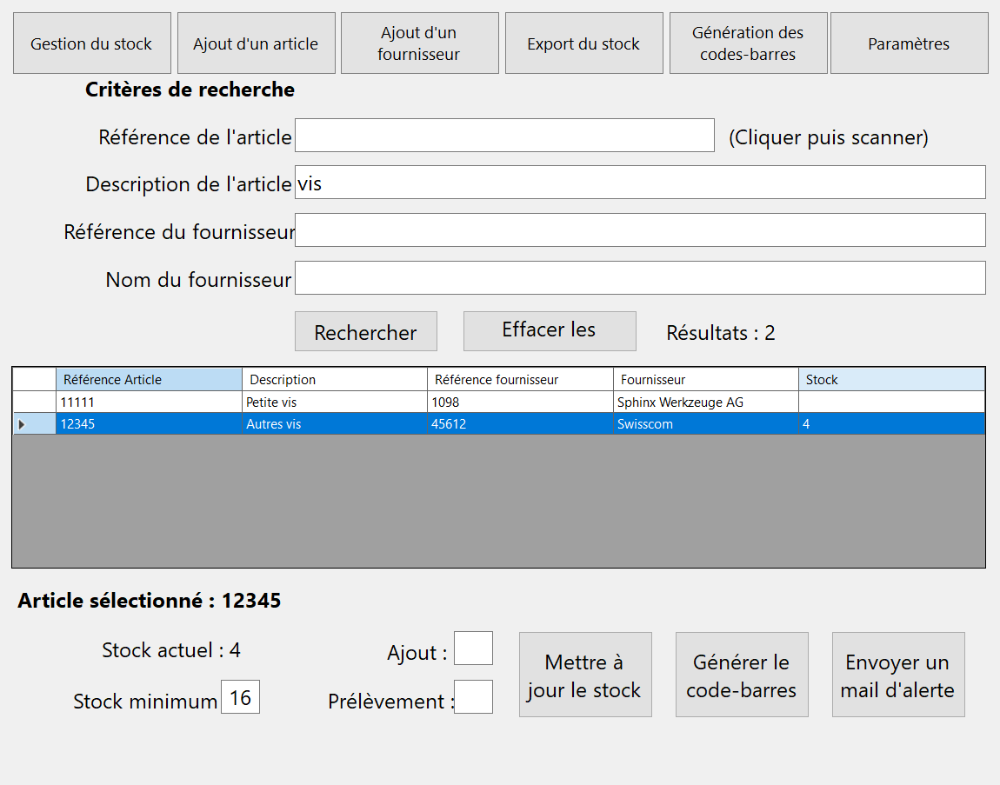 Gestion du stock
Ajout d'un article
Ajout d'un
fournisseur
Export du stock
Génération des
codes-barres
Paramètres
Critères de recherche
Référence de l'article
(Cliquer puis scanner)
Description de l'article vis
Référence du fournisseur
Nom du fournisseur
Rechercher
Effacer les
Résultats : 2
Référence Article Description Référence fournisseur Fournisseur Stock
11111 Petite vis 1098 Sphinx Werkzeuge AG
12345 Autres vis 45612 Swisscom 4
Article sélectionné : 12345
Stock actuel : 4
Ajout :
Stock minimum 16
Prélèvement :
Mettre à
jour le stock
Générer le
code-barres
Envoyer un
mail d'alerte